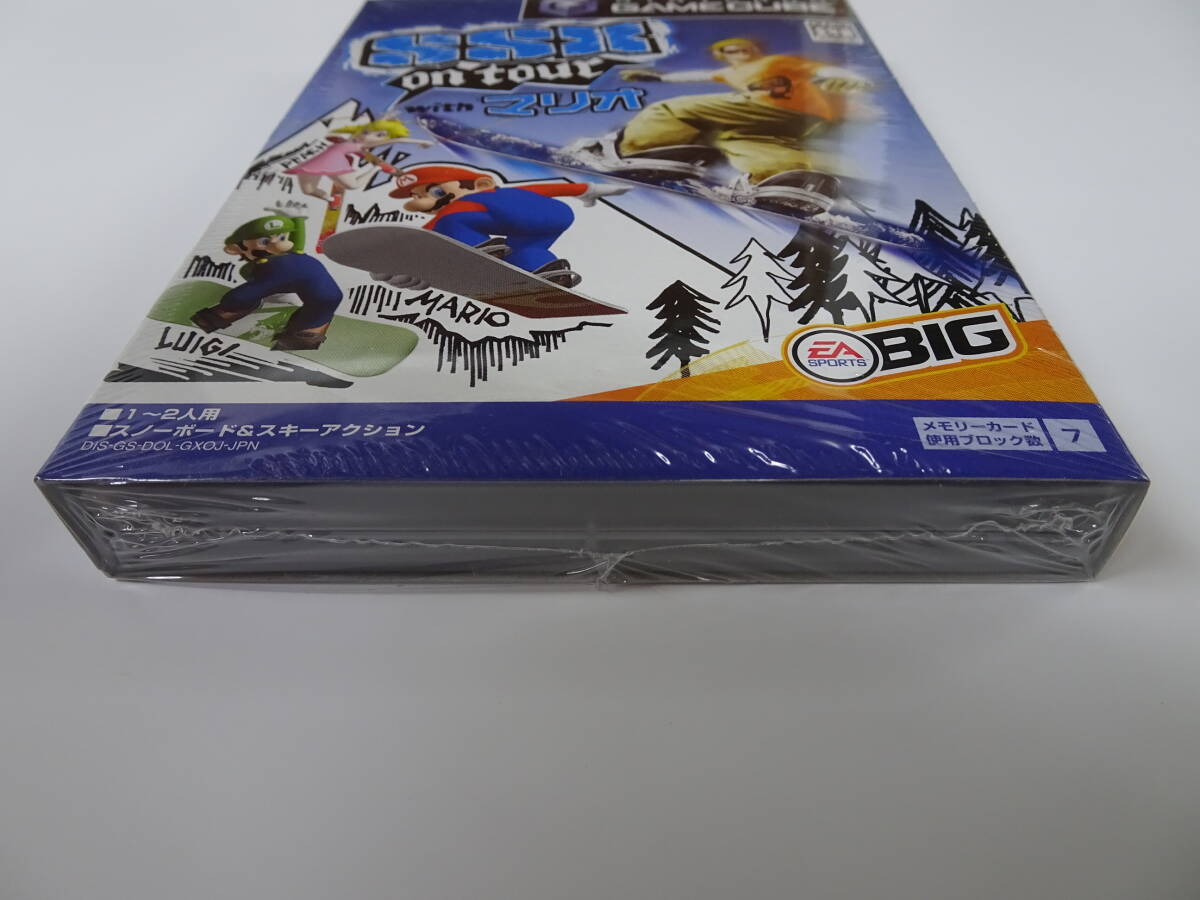 GAMECUBE
SSX
on tour
with マリオ
PEACH
MARIO
LUIGI
EA
SPORTS
BIG
■1～2人用
■スノーボード&スキーアクション
DIS-GS-DOL-GXOJ-JPN
メモリーカード
使用ブロック数
7